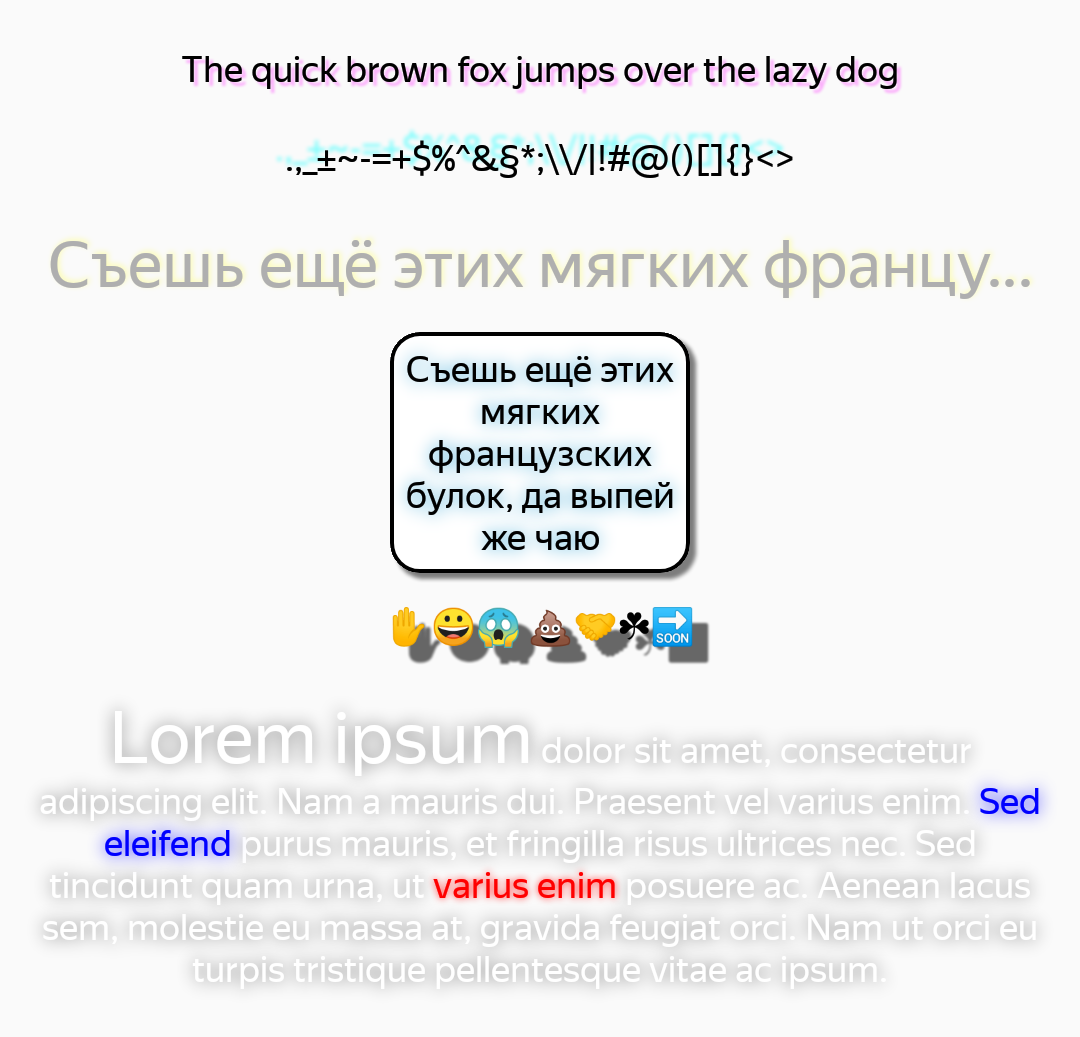 The quick brown fox jumps over the lazy dog
.,_±~-=+$%^&§*;\\/|!#@()[]{}<>
Съешь ещё этих мягких францу...
Съешь ещё этих
мягких
французских
булок, да выпей
же чаю
✋😀😱💩🤝☘🔜
Lorem ipsum dolor sit amet, consectetur
adipiscing elit. Nam a mauris dui. Praesent vel varius enim. Sed
eleifend purus mauris, et fringilla risus ultrices nec. Sed
tincidunt quam urna, ut varius enim posuere ac. Aenean lacus
sem, molestie eu massa at, gravida feugiat orci. Nam ut orci eu
turpis tristique pellentesque vitae ac ipsum.